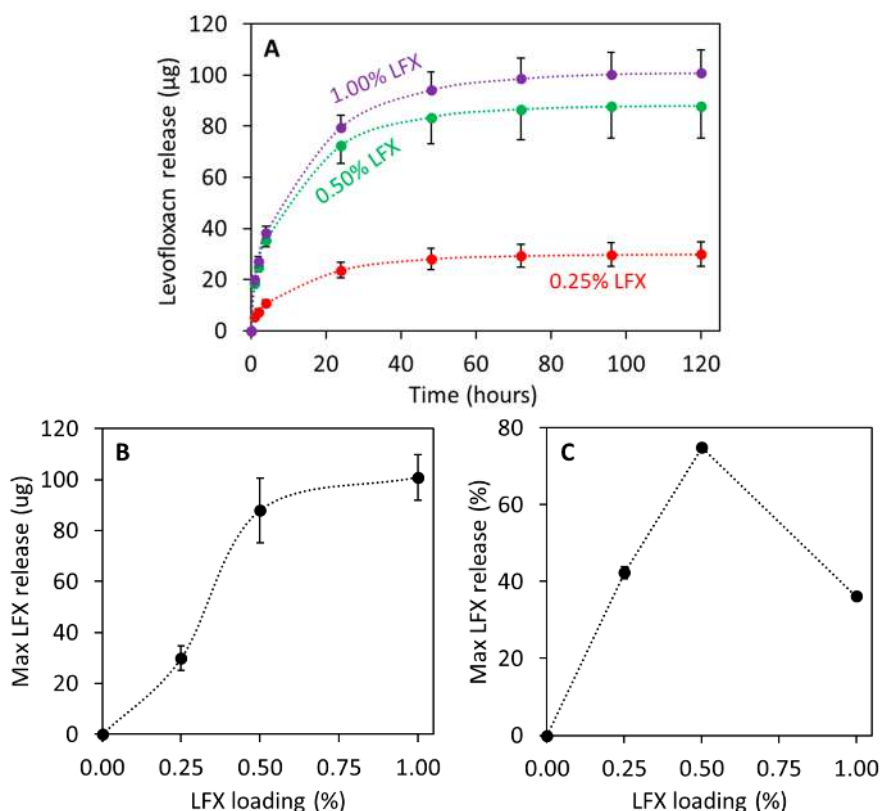 A
Levofloxacn release (µg)
120
100
80
60
40
20
0
1.00% LFX
0.50% LFX
0.25% LFX
0 20 40 60 80 100 120
Time (hours)
B
Max LFX release (ug)
120
100
80
60
40
20
0
0.00 0.25 0.50 0.75 1.00
LFX loading (%)
C
Max LFX release (%)
80
60
40
20
0
0.00 0.25 0.50 0.75 1.00
LFX loading (%)